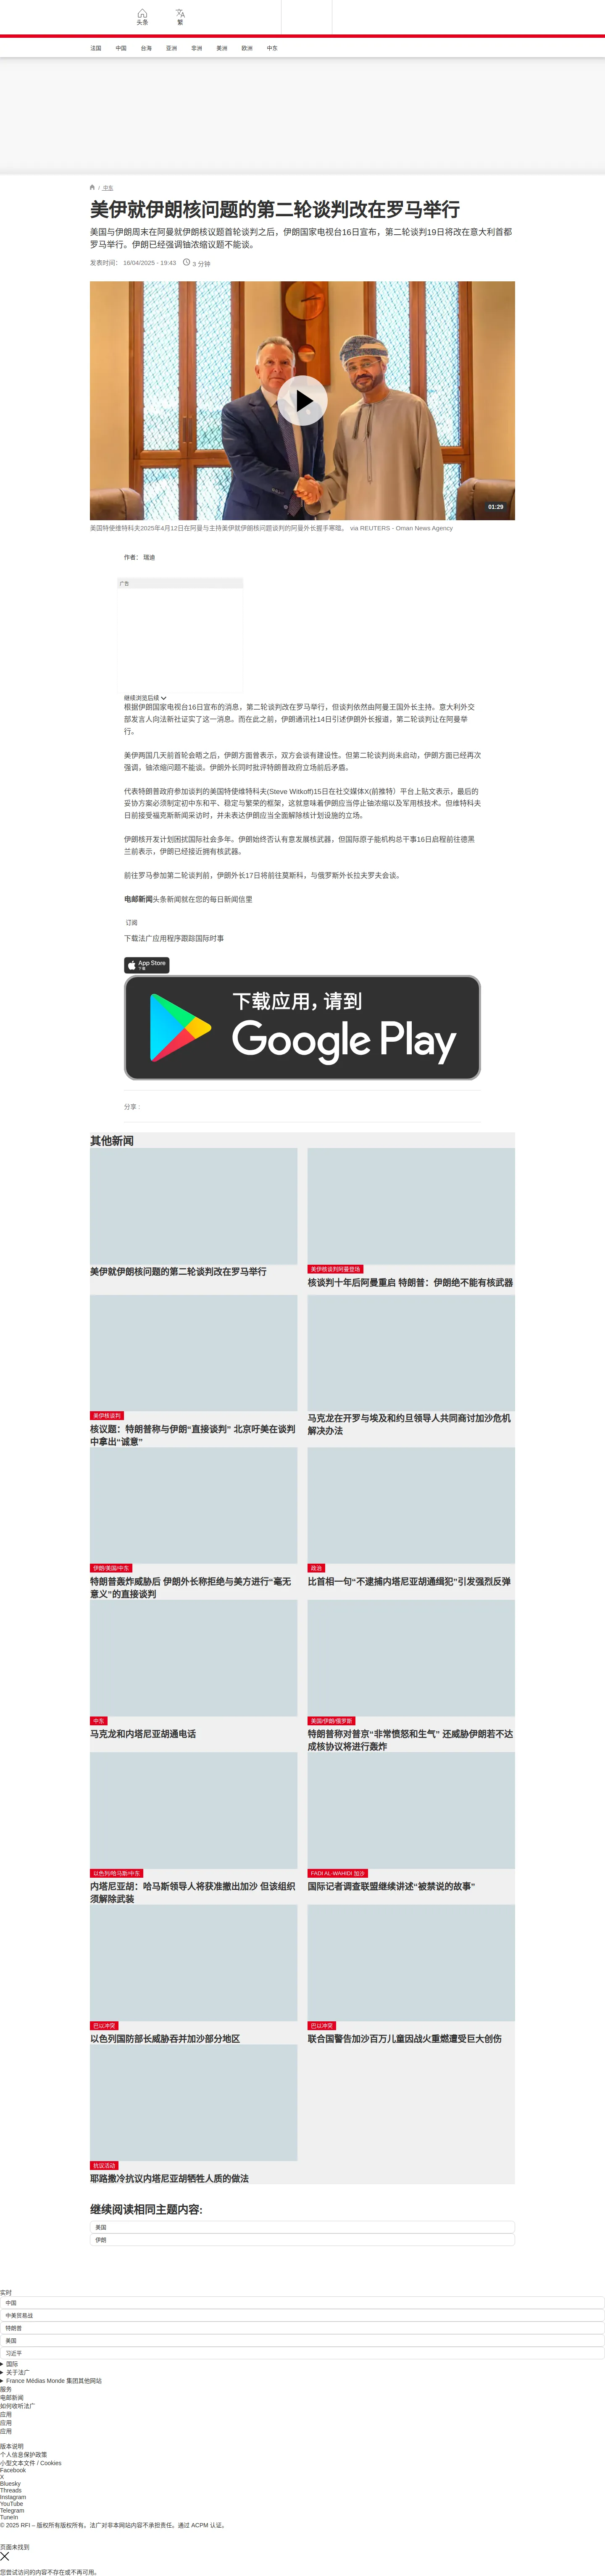 头条
繁
法国 中国 台海 亚洲 非洲 美洲 欧洲 中东
/ 中东
美伊就伊朗核问题的第二轮谈判改在罗马举行
美国与伊朗周末在阿曼就伊朗核议题首轮谈判之后，伊朗国家电视台16日宣布，第二轮谈判19日将改在意大利首都
罗马举行。伊朗已经强调铀浓缩议题不能谈。
发表时间： 16/04/2025 - 19:43 3 分钟
01:29
美国特使维特科夫2025年4月12日在阿曼与主持美伊就伊朗核问题谈判的阿曼外长握手寒暄。 via REUTERS - Oman News Agency
作者： 瑞迪
广告
继续浏览后续
根据伊朗国家电视台16日宣布的消息，第二轮谈判改在罗马举行，但谈判依然由阿曼王国外长主持。意大利外交
部发言人向法新社证实了这一消息。而在此之前，伊朗通讯社14日引述伊朗外长报道，第二轮谈判让在阿曼举
行。
美伊两国几天前首轮会晤之后，伊朗方面曾表示，双方会谈有建设性。但第二轮谈判尚未启动，伊朗方面已经再次
强调，铀浓缩问题不能谈。伊朗外长同时批评特朗普政府立场前后矛盾。
代表特朗普政府参加谈判的美国特使维特科夫(Steve Witkoff)15日在社交媒体X(前推特）平台上贴文表示，最后的
妥协方案必须制定初中东和平、稳定与繁荣的框架，这就意味着伊朗应当停止铀浓缩以及军用核技术。但维特科夫
日前接受福克斯新闻采访时，并未表达伊朗应当全面解除核计划设施的立场。
伊朗核开发计划困扰国际社会多年。伊朗始终否认有意发展核武器，但国际原子能机构总干事16日启程前往德黑
兰前表示，伊朗已经接近拥有核武器。
前往罗马参加第二轮谈判前，伊朗外长17日将前往莫斯科，与俄罗斯外长拉夫罗夫会谈。
电邮新闻头条新闻就在您的每日新闻信里
订阅
下载法广应用程序跟踪国际时事
App Store
下载
下载应用，请到
Google Play
分享 :
其他新闻
美伊就伊朗核问题的第二轮谈判改在罗马举行
美伊核谈判阿曼登场
核谈判十年后阿曼重启 特朗普：伊朗绝不能有核武器
美伊核谈判
核议题：特朗普称与伊朗“直接谈判” 北京吁美在谈判
中拿出“诚意”
马克龙在开罗与埃及和约旦领导人共同商讨加沙危机
解决办法
伊朗/美国/中东
特朗普轰炸威胁后 伊朗外长称拒绝与美方进行“毫无
意义”的直接谈判
政治
比首相一句“不逮捕内塔尼亚胡通缉犯”引发强烈反弹
中东
马克龙和内塔尼亚胡通电话
美国/伊朗/俄罗斯
特朗普称对普京“非常愤怒和生气” 还威胁伊朗若不达
成核协议将进行轰炸
以色列/哈马斯/中东
内塔尼亚胡：哈马斯领导人将获准撤出加沙 但该组织
须解除武装
FADI AL-WAHIDI 加沙
国际记者调查联盟继续讲述“被禁说的故事”
巴以冲突
以色列国防部长威胁吞并加沙部分地区
巴以冲突
联合国警告加沙百万儿童因战火重燃遭受巨大创伤
抗议活动
耶路撒冷抗议内塔尼亚胡牺牲人质的做法
继续阅读相同主题内容:
美国
伊朗
实时
中国
中美贸易战
特朗普
美国
习近平
国际
关于法广
France Médias Monde 集团其他网站
服务
电邮新闻
如何收听法广
应用
应用
应用
版本说明
个人信息保护政策
小型文本文件 / Cookies
Facebook
X
Bluesky
Threads
Instagram
YouTube
Telegram
TuneIn
© 2025 RFI – 版权所有版权所有。法广对非本网站内容不承担责任。通过 ACPM 认证。
页面未找到
您尝试访问的内容不存在或不再可用。